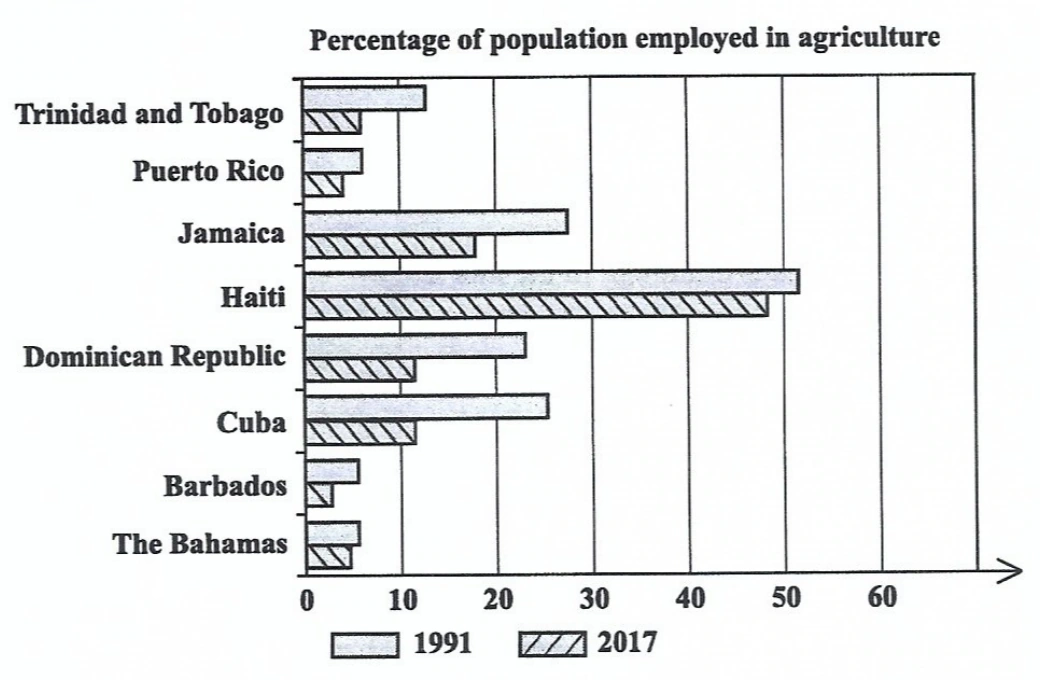 Percentage of population employed in agriculture
Trinidad and Tobago
Puerto Rico
Jamaica
Haiti
Dominican Republic
Cuba
Barbados
The Bahamas
0 10 20 30 40 50 60
1991 2017